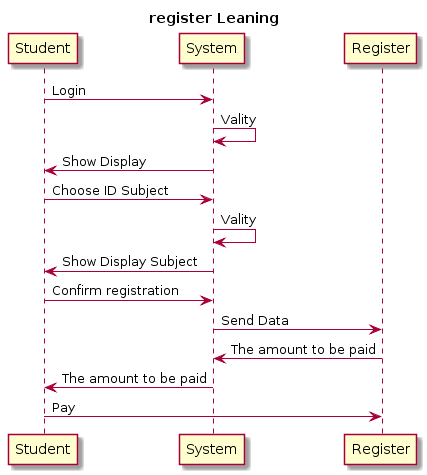 register Leaning
Student System Register
Login
Vality
Show Display
Choose ID Subject
Vality
Show Display Subject
Confirm registration
Send Data
The amount to be paid
The amount to be paid
Pay
Student System Register